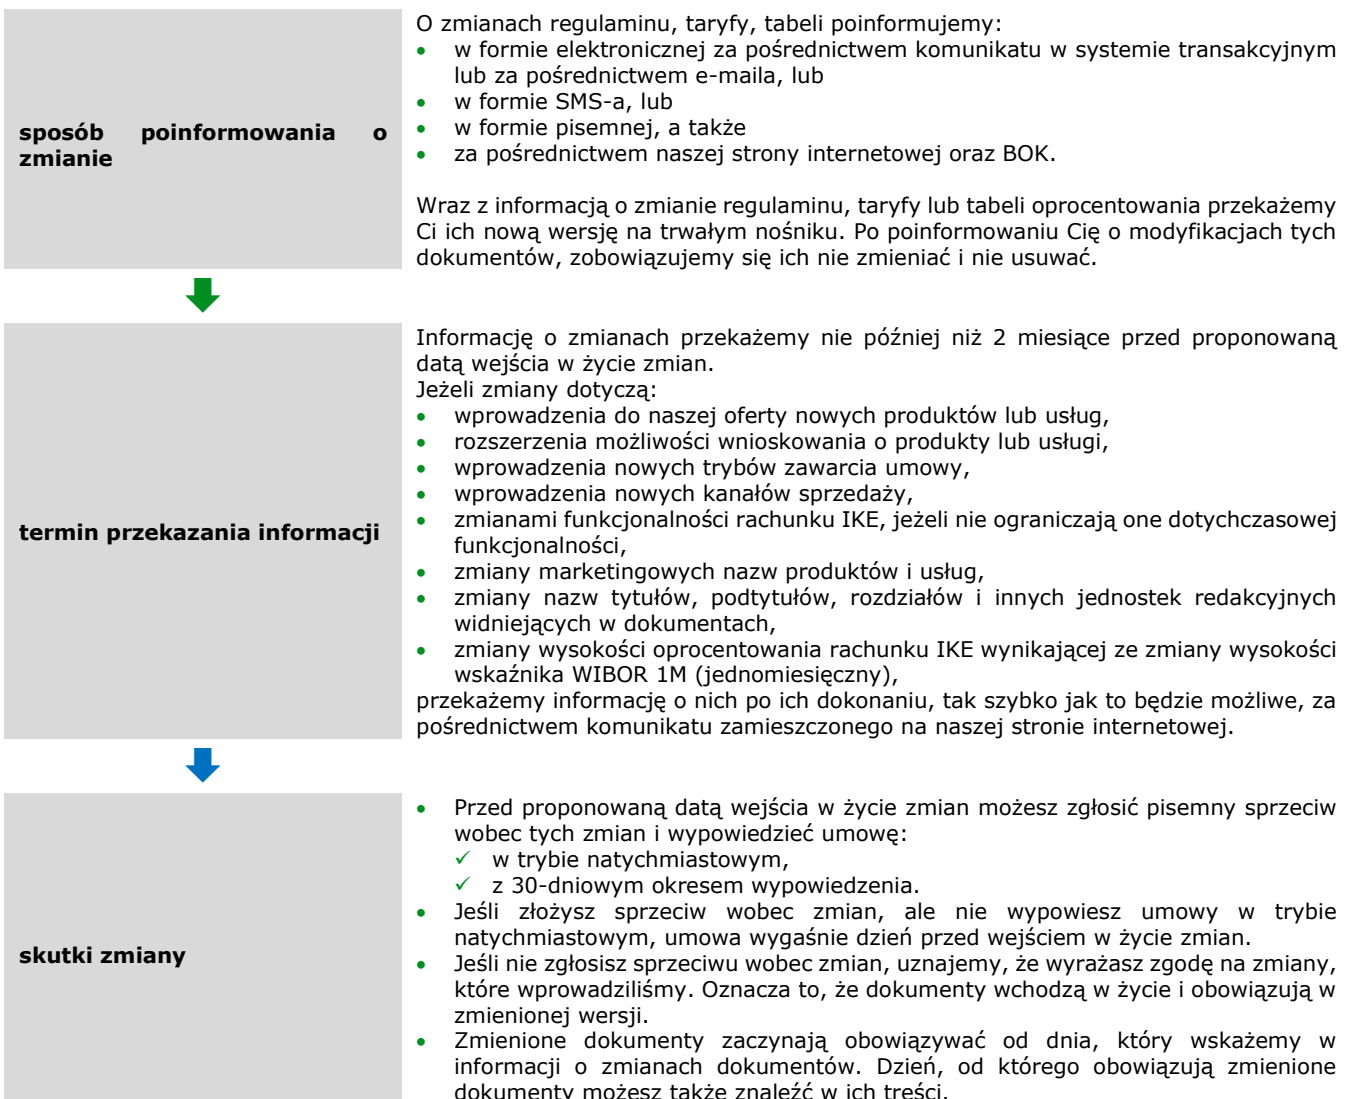 sposób poinformowania o
zmianie
O zmianach regulaminu, taryfy, tabeli poinformujemy:
• w formie elektronicznej za pośrednictwem komunikatu w systemie transakcyjnym
lub za pośrednictwem e-maila, lub
• w formie SMS-a, lub
• w formie pisemnej, a także
• za pośrednictwem naszej strony internetowej oraz BOK.
Wraz z informacją o zmianie regulaminu, taryfy lub tabeli oprocentowania przekażemy
Ci ich nową wersję na trwałym nośniku. Po poinformowaniu Cię o modyfikacjach tych
dokumentów, zobowiązujemy się ich nie zmieniać i nie usuwać.
termin przekazania informacji
Informację o zmianach przekażemy nie później niż 2 miesiące przed proponowaną
datą wejścia w życie zmian.
Jeżeli zmiany dotyczą:
• wprowadzenia do naszej oferty nowych produktów lub usług,
• rozszerzenia możliwości wnioskowania o produkty lub usługi,
• wprowadzenia nowych trybów zawarcia umowy,
• wprowadzenia nowych kanałów sprzedaży,
• zmianami funkcjonalności rachunku IKE, jeżeli nie ograniczają one dotychczasowej
funkcjonalności,
• zmiany marketingowych nazw produktów i usług,
• zmiany nazw tytułów, podtytułów, rozdziałów i innych jednostek redakcyjnych
widniejących w dokumentach,
• zmiany wysokości oprocentowania rachunku IKE wynikającej ze zmiany wysokości
wskaźnika WIBOR 1M (jednomiesięczny),
przekażemy informację o nich po ich dokonaniu, tak szybko jak to będzie możliwe, za
pośrednictwem komunikatu zamieszczonego na naszej stronie internetowej.
skutki zmiany
• Przed proponowaną datą wejścia w życie zmian możesz zgłosić pisemny sprzeciw
wobec tych zmian i wypowiedzieć umowę:
✓ w trybie natychmiastowym,
✓ z 30-dniowym okresem wypowiedzenia.
• Jeśli złożysz sprzeciw wobec zmian, ale nie wypowiesz umowy w trybie
natychmiastowym, umowa wygaśnie dzień przed wejściem w życie zmian.
• Jeśli nie zgłosisz sprzeciwu wobec zmian, uznajemy, że wyrażasz zgodę na zmiany,
które wprowadziliśmy. Oznacza to, że dokumenty wchodzą w życie i obowiązują w
zmienionej wersji.
• Zmienione dokumenty zaczynają obowiązywać od dnia, który wskażemy w
informacji o zmianach dokumentów. Dzień, od którego obowiązują zmienione
dokumenty możesz także znaleźć w ich treści.